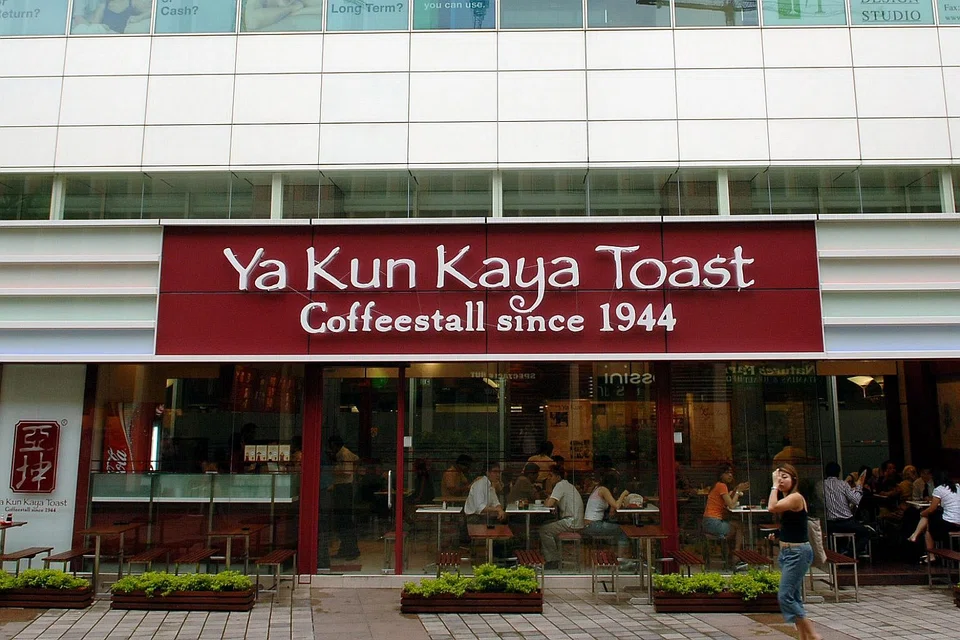 or
Cash?
Long Term?
you can use.
DESIGN
STUDIO
Ya Kun Kaya Toast
Coffeestall since 1944
亞坤
®
Ya Kun Kaya Toast
Coffeestall since 1944